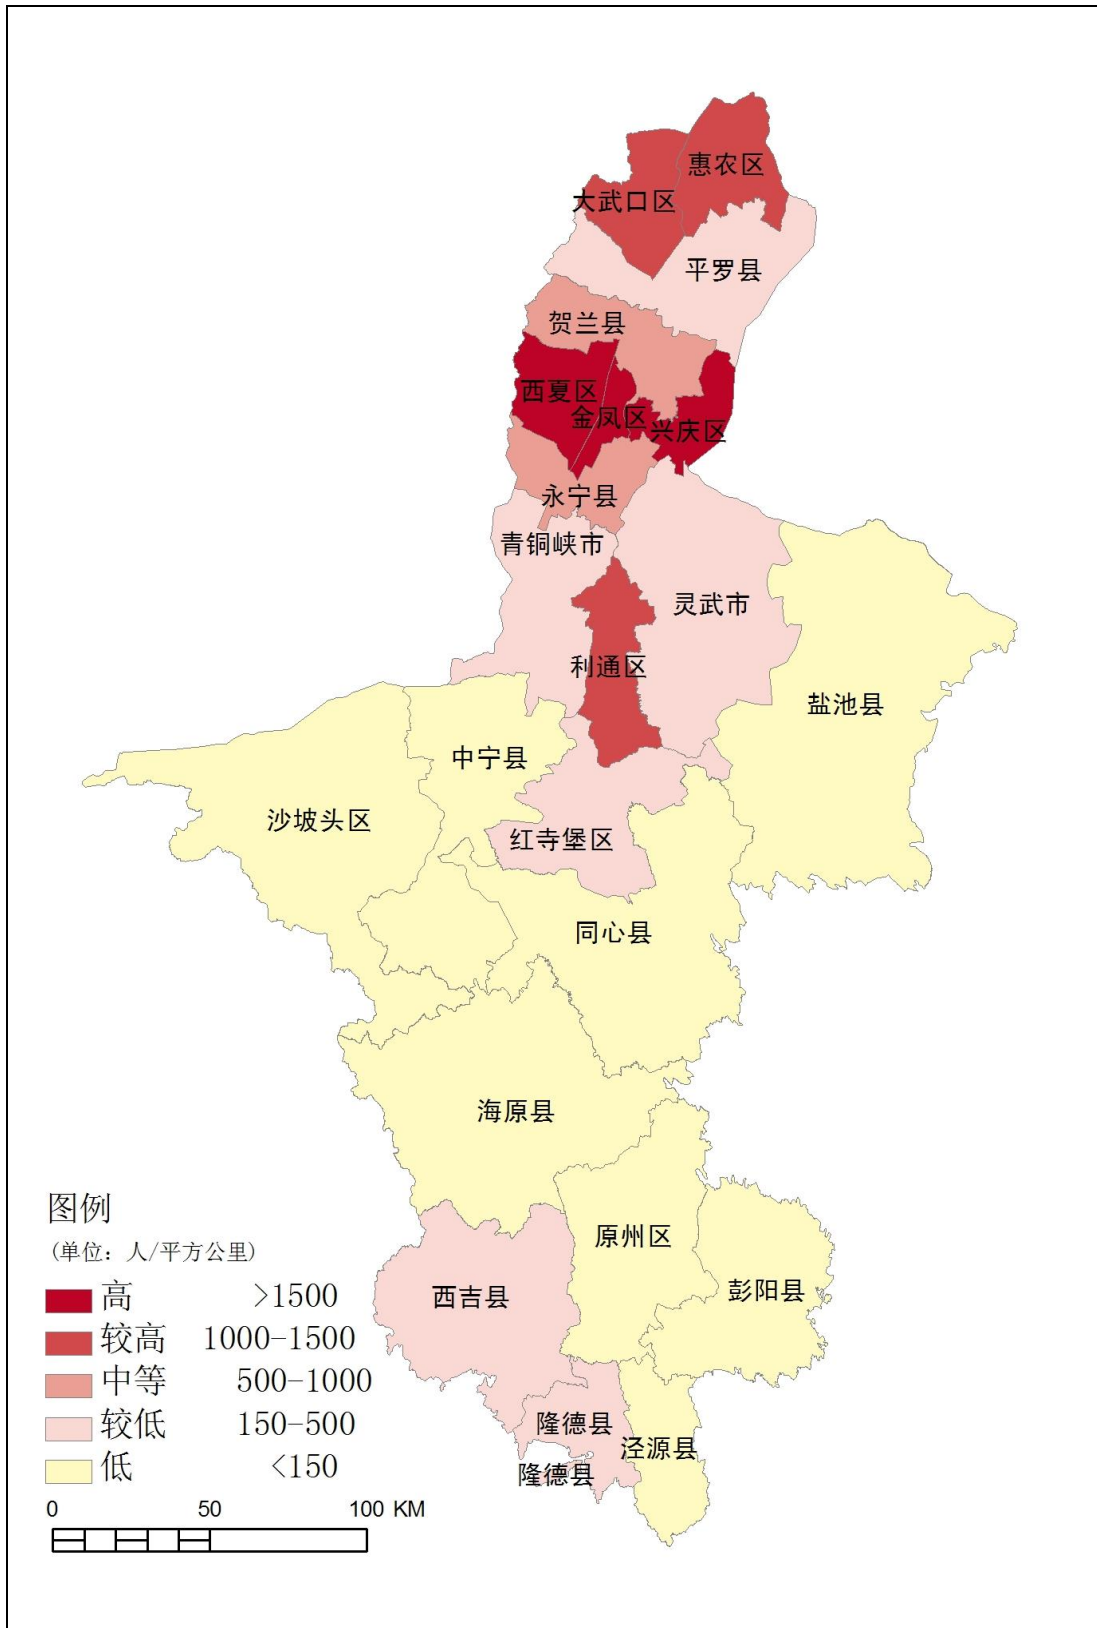 惠农区
大武口区
平罗县
贺兰县
西夏区
金凤区
兴庆区
永宁县
青铜峡市
灵武市
利通区
盐池县
中宁县
沙坡头区
红寺堡区
同心县
海原县
原州区
西吉县
彭阳县
隆德县
泾源县
隆德县
图例
(单位：人/平方公里)
高 >1500
较高 1000-1500
中等 500-1000
较低 150-500
低 <150
0 50 100 KM